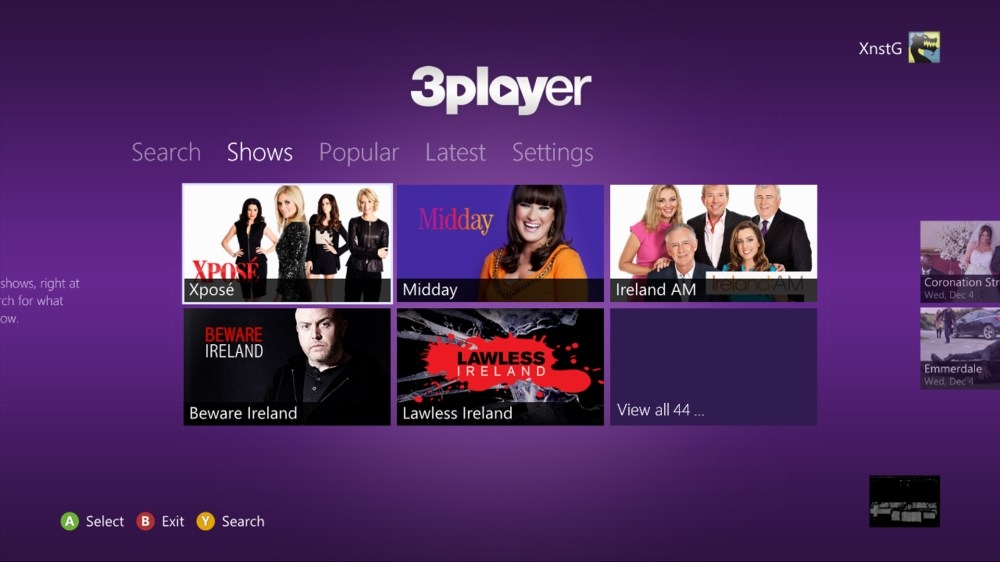 XnstG
3player
Search Shows Popular Latest Settings
XPOSÉ
Xposé
Midday
Midday
Ireland AM
Ireland AM
BEWARE
IRELAND
Beware Ireland
LAWLESS
IRELAND
Lawless Ireland
View all 44 ...
shows, right at
rch for what
ow.
Coronation Str
Wed, Dec 4
Emmerdale
Wed, Dec 4
A Select B Exit Y Search